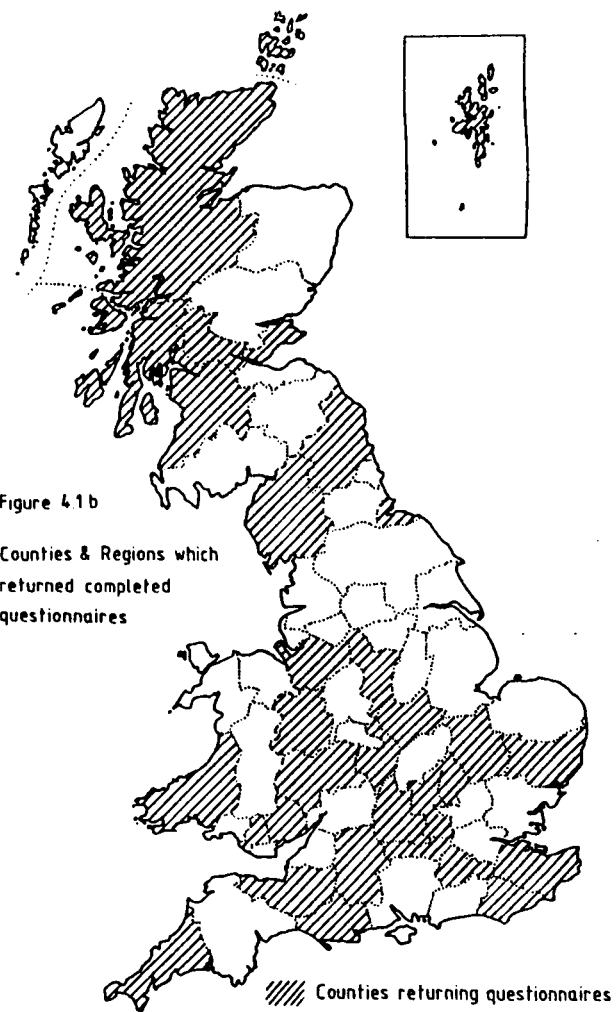 Figure 4.1b
Counties & Regions which
returned completed
questionnaires
Counties returning questionnaires